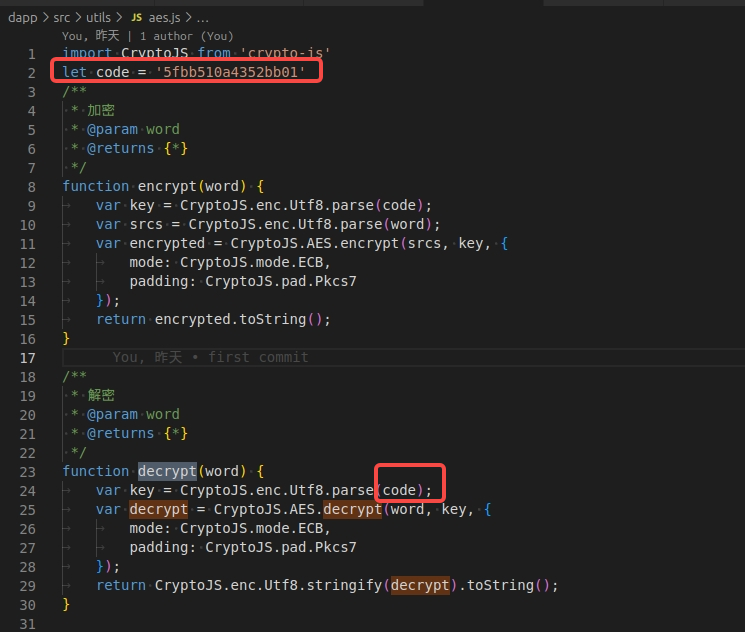 dapp > src > utils > JS aes.js > ...
You, 昨天 | 1 author (You)
1 import CryptoJS from 'crypto-js'
2 let code = '5fbb510a4352bb01'
3 /**
4 * 加密
5 * @param word
6 * @returns {*}
7 */
8 function encrypt(word) {
9 var key = CryptoJS.enc.Utf8.parse(code);
10 var srcs = CryptoJS.enc.Utf8.parse(word);
11 var encrypted = CryptoJS.AES.encrypt(srcs, key, {
12 mode: CryptoJS.mode.ECB,
13 padding: CryptoJS.pad.Pkcs7
14 });
15 return encrypted.toString();
16 }
17 You, 昨天 • first commit
18 /**
19 * 解密
20 * @param word
21 * @returns {*}
22 */
23 function decrypt(word) {
24 var key = CryptoJS.enc.Utf8.parse(code);
25 var decrypt = CryptoJS.AES.decrypt(word, key, {
26 mode: CryptoJS.mode.ECB,
27 padding: CryptoJS.pad.Pkcs7
28 });
29 return CryptoJS.enc.Utf8.stringify(decrypt).toString();
30 }
31